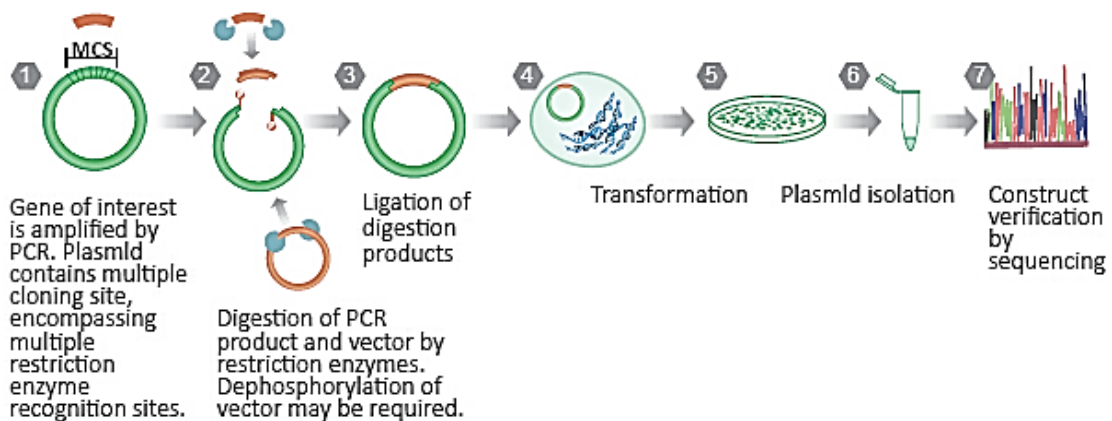 MCS
1
2
3
4
5
6
7
Gene of interest
is amplified by
PCR. Plasmld
contains multiple
cloning site,
encompassing
multiple
restriction
enzyme
recognition sites.
Digestion of PCR
product and vector by
restriction enzymes.
Dephosphorylation of
vector may be required.
Ligation of
digestion
products
Transformation
Plasmld isolation
Construct
verification
by
sequencing